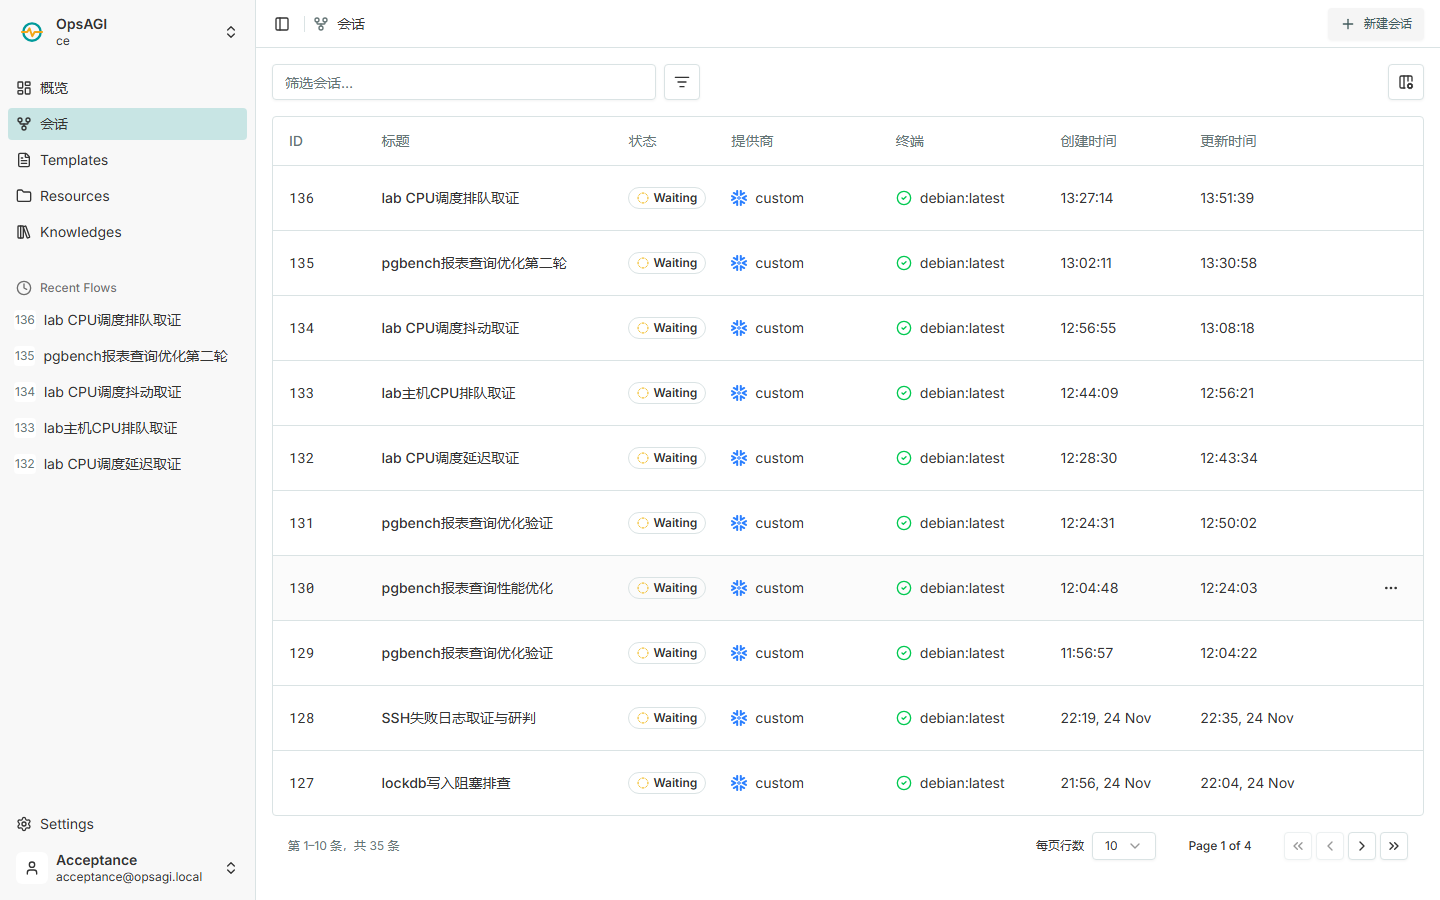 OpsAGI
ce
概览
会话
Templates
Resources
Knowledges
Recent Flows
136 lab CPU调度排队取证
135 pgbench报表查询优化第二轮
134 lab CPU调度抖动取证
133 lab主机CPU排队取证
132 lab CPU调度延迟取证
Settings
Acceptance
acceptance@opsagi.local
会话
新建会话
筛选会话...
ID 标题 状态 提供商 终端 创建时间 更新时间
136 lab CPU调度排队取证 Waiting custom debian:latest 13:27:14 13:51:39
135 pgbench报表查询优化第二轮 Waiting custom debian:latest 13:02:11 13:30:58
134 lab CPU调度抖动取证 Waiting custom debian:latest 12:56:55 13:08:18
133 lab主机CPU排队取证 Waiting custom debian:latest 12:44:09 12:56:21
132 lab CPU调度延迟取证 Waiting custom debian:latest 12:28:30 12:43:34
131 pgbench报表查询优化验证 Waiting custom debian:latest 12:24:31 12:50:02
130 pgbench报表查询性能优化 Waiting custom debian:latest 12:04:48 12:24:03
129 pgbench报表查询优化验证 Waiting custom debian:latest 11:56:57 12:04:22
128 SSH失败日志取证与研判 Waiting custom debian:latest 22:19, 24 Nov 22:35, 24 Nov
127 lockdb写入阻塞排查 Waiting custom debian:latest 21:56, 24 Nov 22:04, 24 Nov
第 1–10 条，共 35 条
每页行数 10 Page 1 of 4